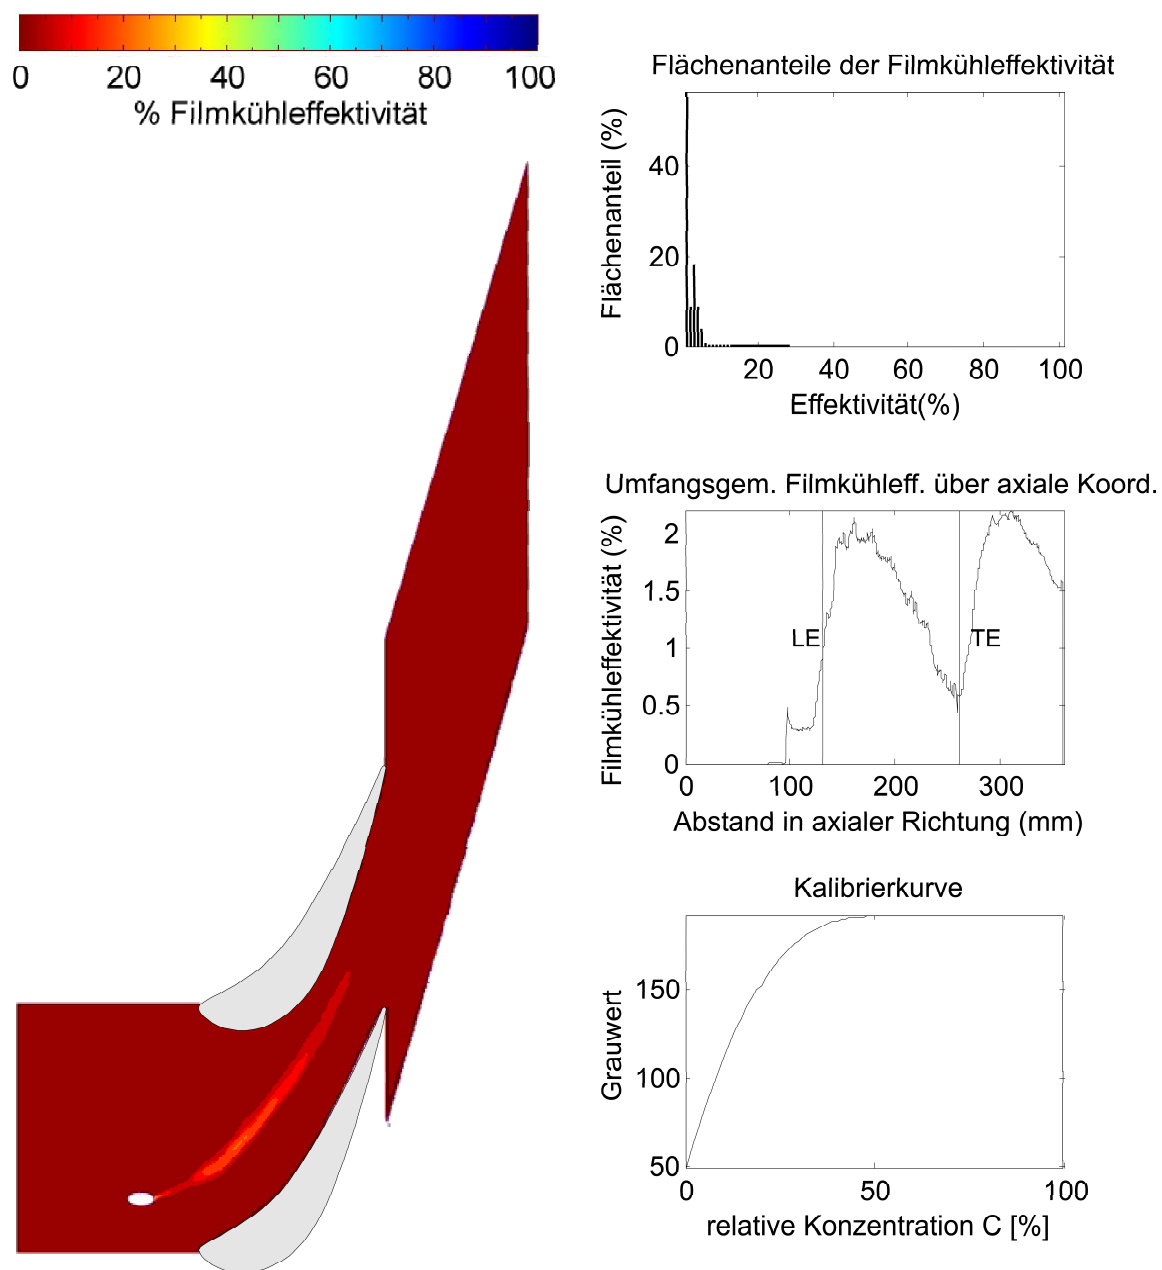 0 20 40 60 80 100
% Filmkühleffektivität
Flächenanteile der Filmkühleffektivität
Flächenanteil (%)
40
20
0
20 40 60 80 100
Effektivität(%)
Umfangsgem. Filmkühleff. über axiale Koord.
Filmkühleffektivität (%)
2
1.5
1
0.5
0
LE
TE
0 100 200 300
Abstand in axialer Richtung (mm)
Kalibrierkurve
Grauwert
150
100
50
0 50 100
relative Konzentration C [%]